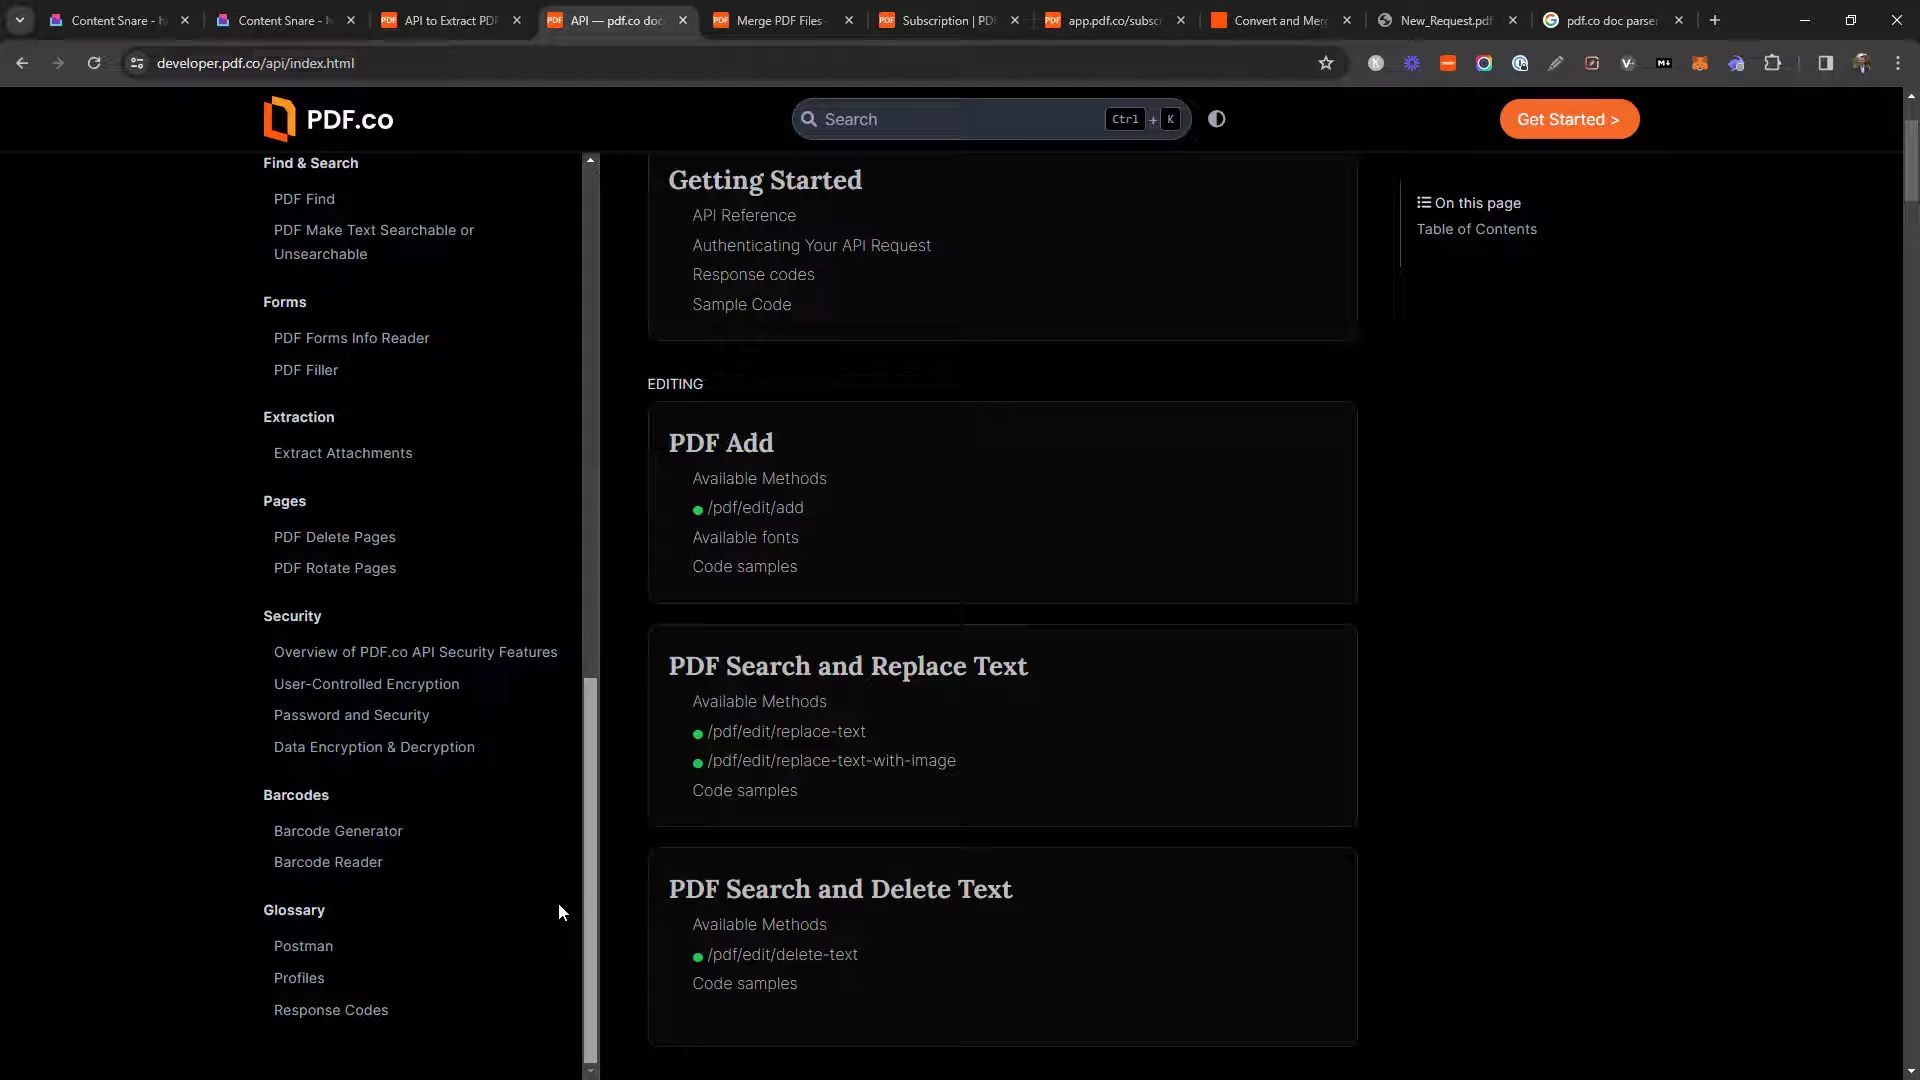 Content Snare - h
Content Snare - h
API to Extract PDF
API — pdf.co doc
Merge PDF Files
Subscription | PD
app.pdf.co/subsc
Convert and Mer
New_Request.pdf
pdf.co doc parser
developer.pdf.co/api/index.html
PDF.co
Search
Ctrl + K
Get Started >
Find & Search
PDF Find
PDF Make Text Searchable or
Unsearchable
Forms
PDF Forms Info Reader
PDF Filler
Extraction
Extract Attachments
Pages
PDF Delete Pages
PDF Rotate Pages
Security
Overview of PDF.co API Security Features
User-Controlled Encryption
Password and Security
Data Encryption & Decryption
Barcodes
Barcode Generator
Barcode Reader
Glossary
Postman
Profiles
Response Codes
Getting Started
API Reference
Authenticating Your API Request
Response codes
Sample Code
EDITING
PDF Add
Available Methods
/pdf/edit/add
Available fonts
Code samples
PDF Search and Replace Text
Available Methods
/pdf/edit/replace-text
/pdf/edit/replace-text-with-image
Code samples
PDF Search and Delete Text
Available Methods
/pdf/edit/delete-text
Code samples
On this page
Table of Contents